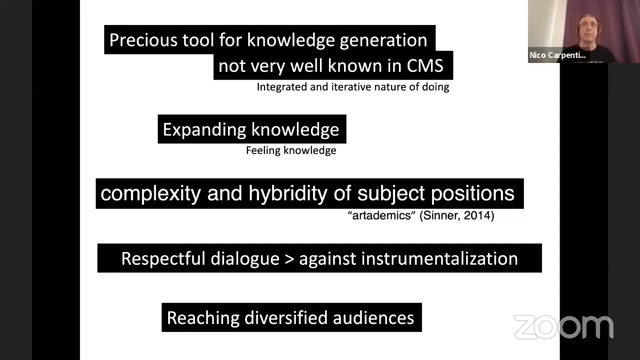 Precious tool for knowledge generation
not very well known in CMS
Integrated and iterative nature of doing
Nico Carpenti...
Expanding knowledge
Feeling knowledge
complexity and hybridity of subject positions
“artademics” (Sinner, 2014)
Respectful dialogue > against instrumentalization
Reaching diversified audiences
zoom